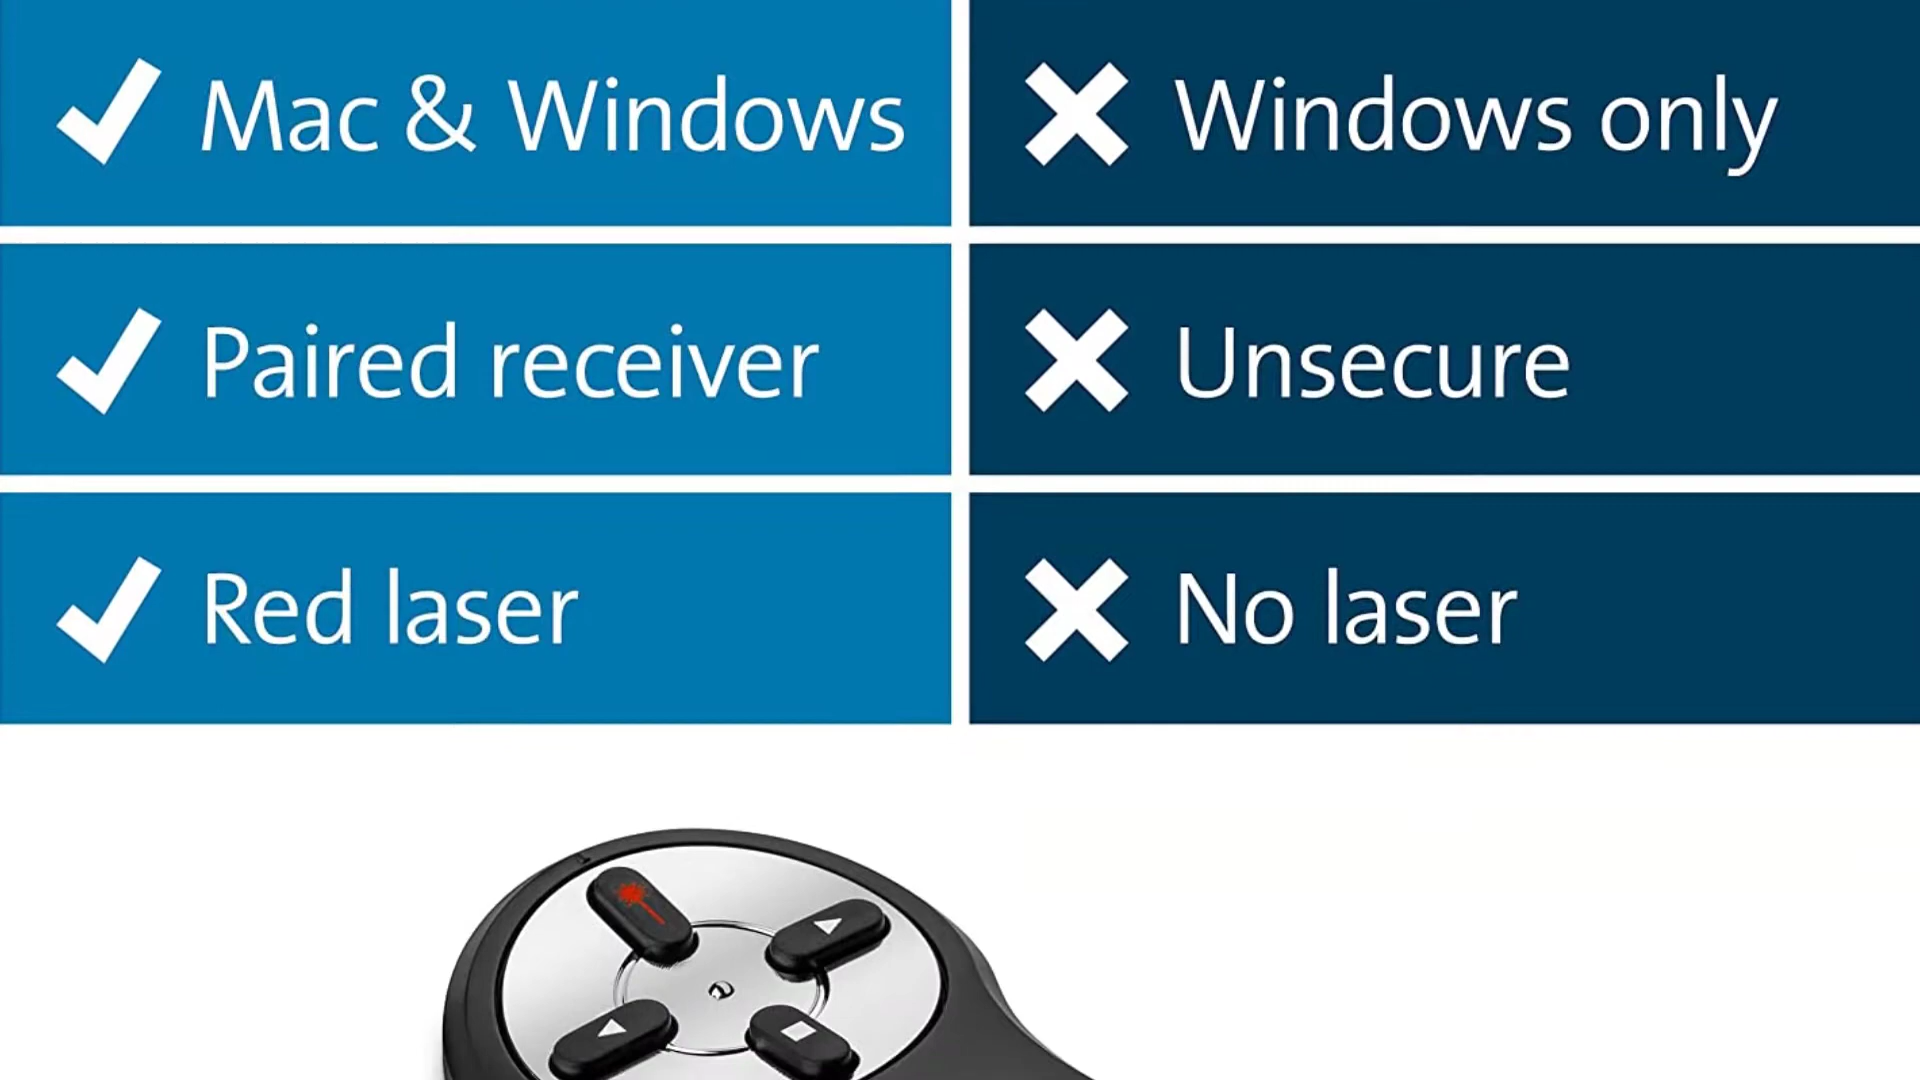 Mac & Windows
Windows only
Paired receiver
Unsecure
Red laser
No laser